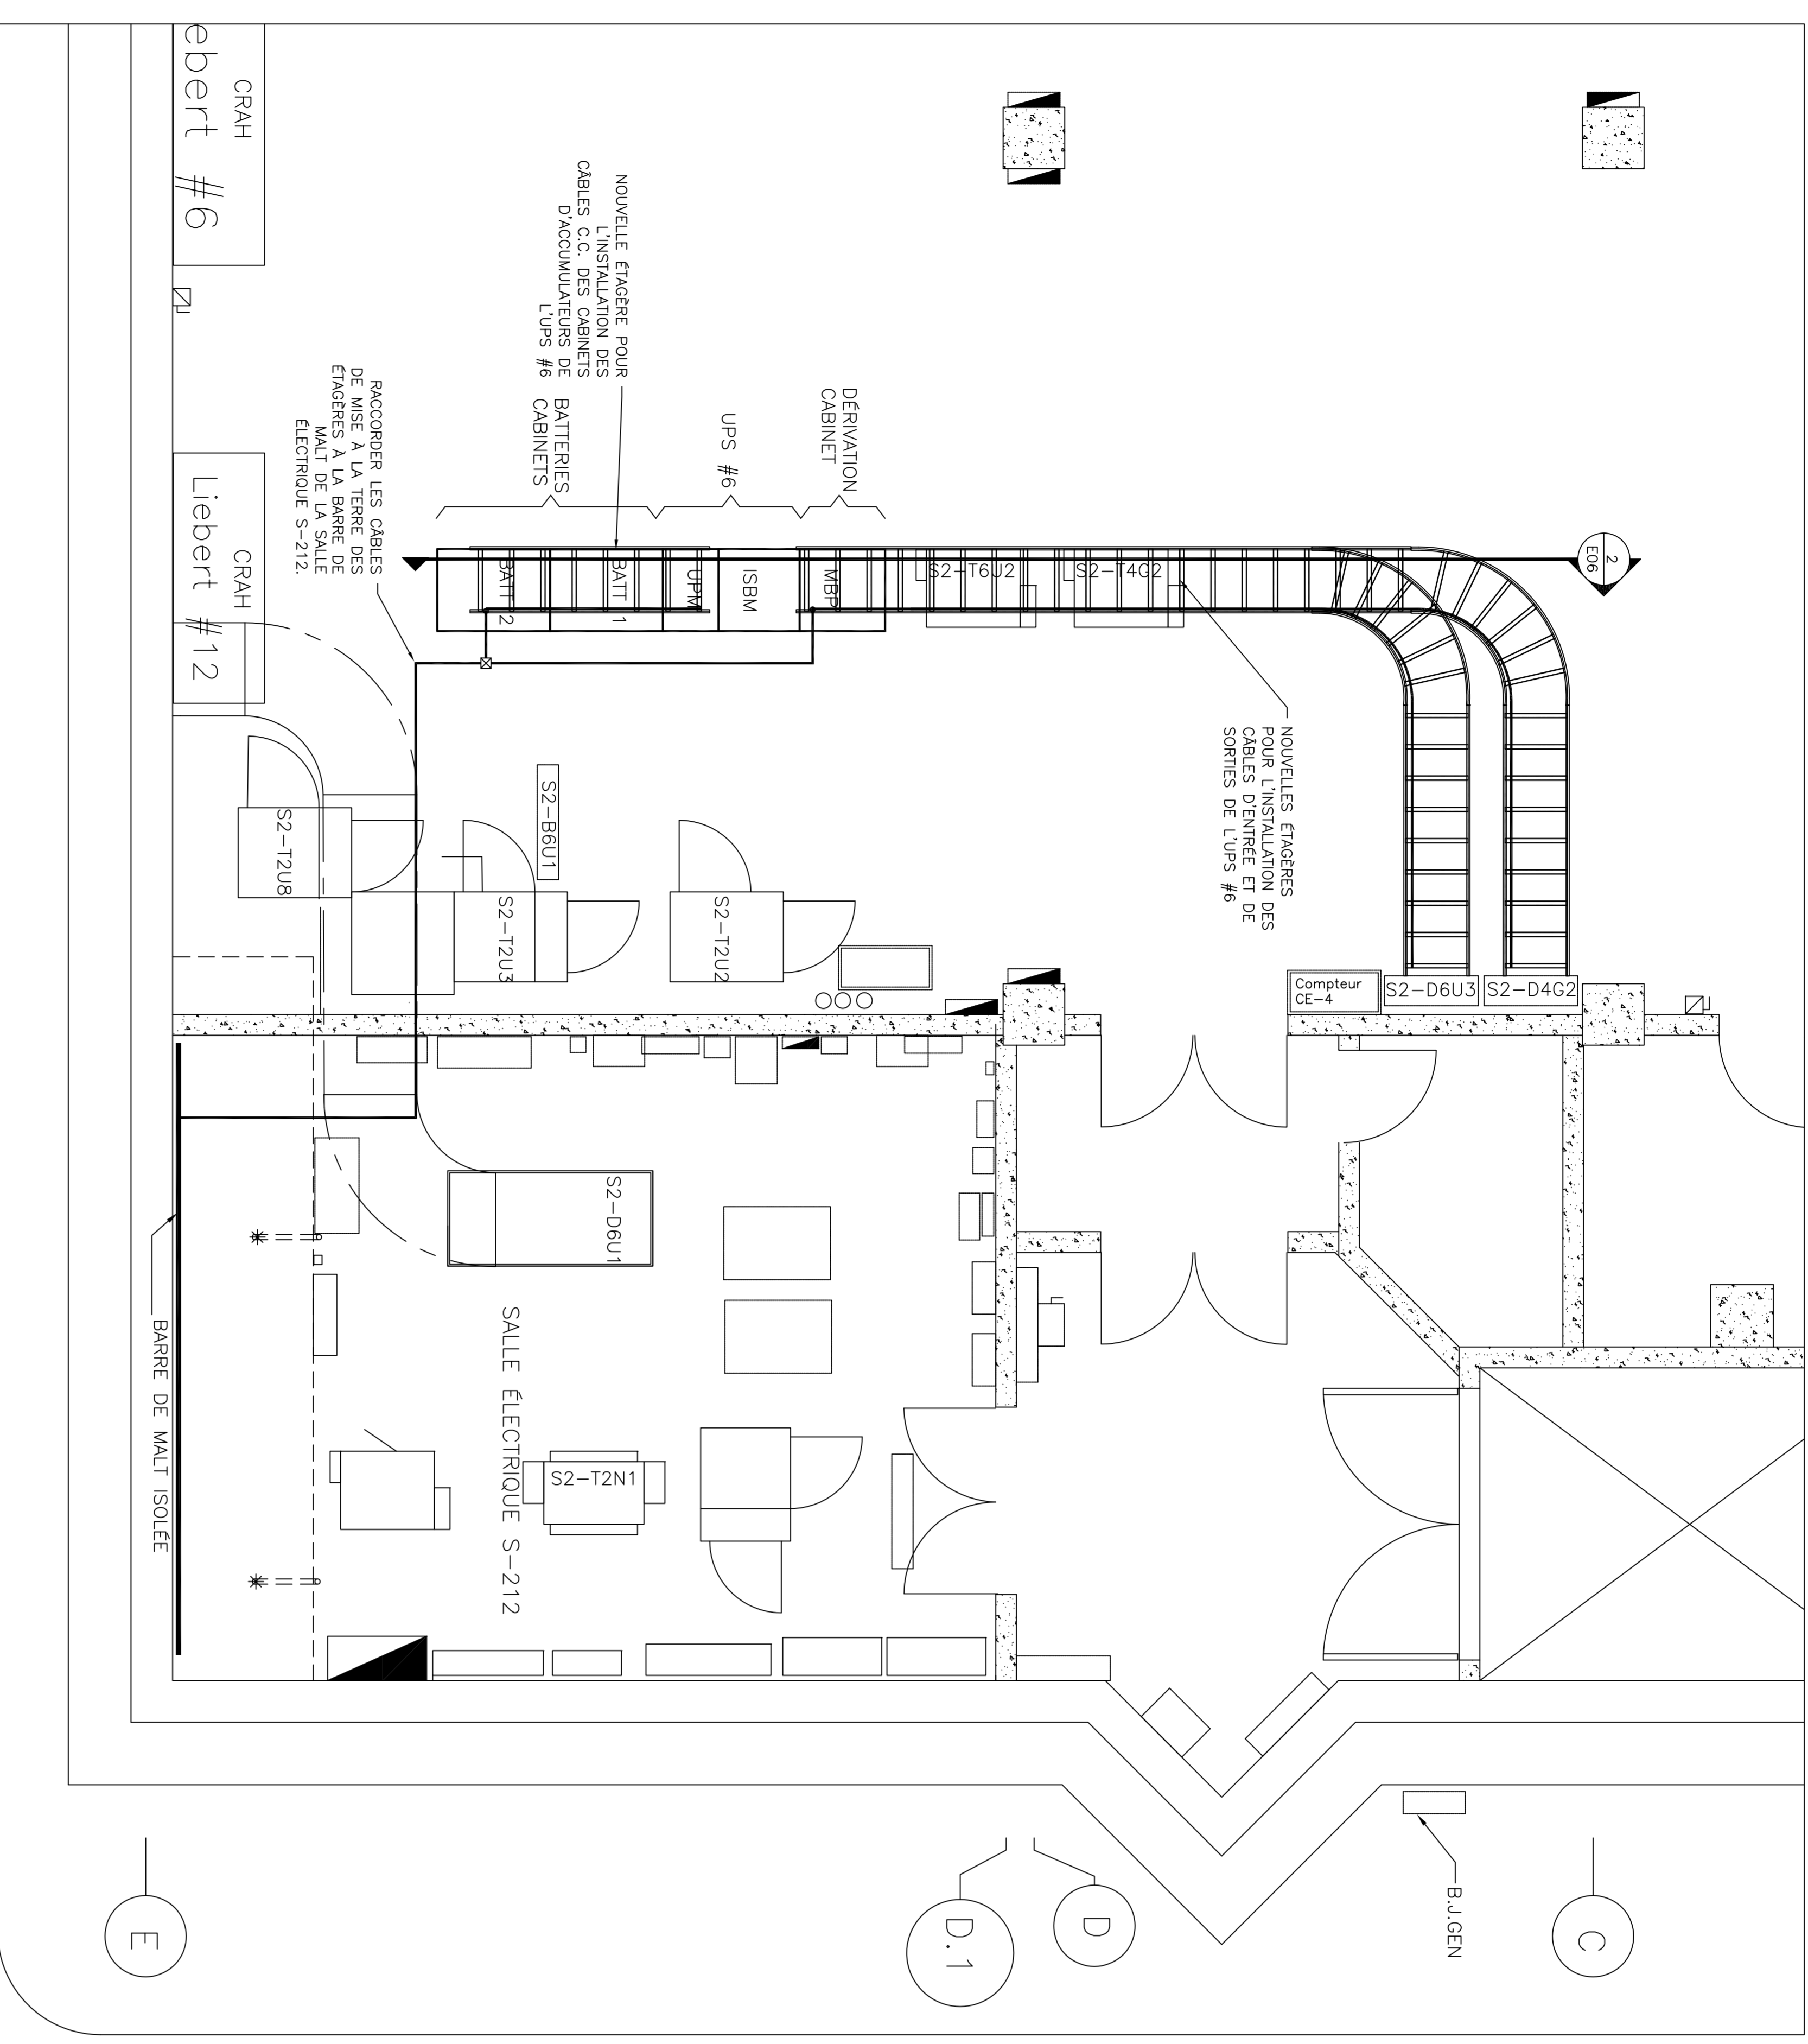 CRAH
ebert #6
NOUVELLE ÉTAGÈRE POUR
L'INSTALLATION DES
CÂBLES C.C. DES CABINETS
D'ACCUMULATEURS DE
L'UPS #6
RACCORDER LES CÂBLES
DE MISE À LA TERRE DES
ÉTAGÈRES À LA BARRE DE
MALT DE LA SALLE
ÉLECTRIQUE S-212.
DÉRIVATION
CABINET
UPS #6
BATTERIES
CABINETS
CRAH
Liebert #12
2
E06
S2-T4G2
S2-T6U2
MBP
ISBM
UPM
BATT 1
BATT 2
NOUVELLES ÉTAGÈRES
POUR L'INSTALLATION DES
CÂBLES D'ENTRÉE ET DE
SORTIES DE L'UPS #6
S2-B6U1
S2-T2U8
S2-T2U3
S2-T2U2
Compteur
CE-4
S2-D6U3
S2-D4G2
S2-D6U1
SALLE ÉLECTRIQUE S-212
S2-T2N1
BARRE DE MALT ISOLÉE
B.J.GEN
C
D
D.1
E